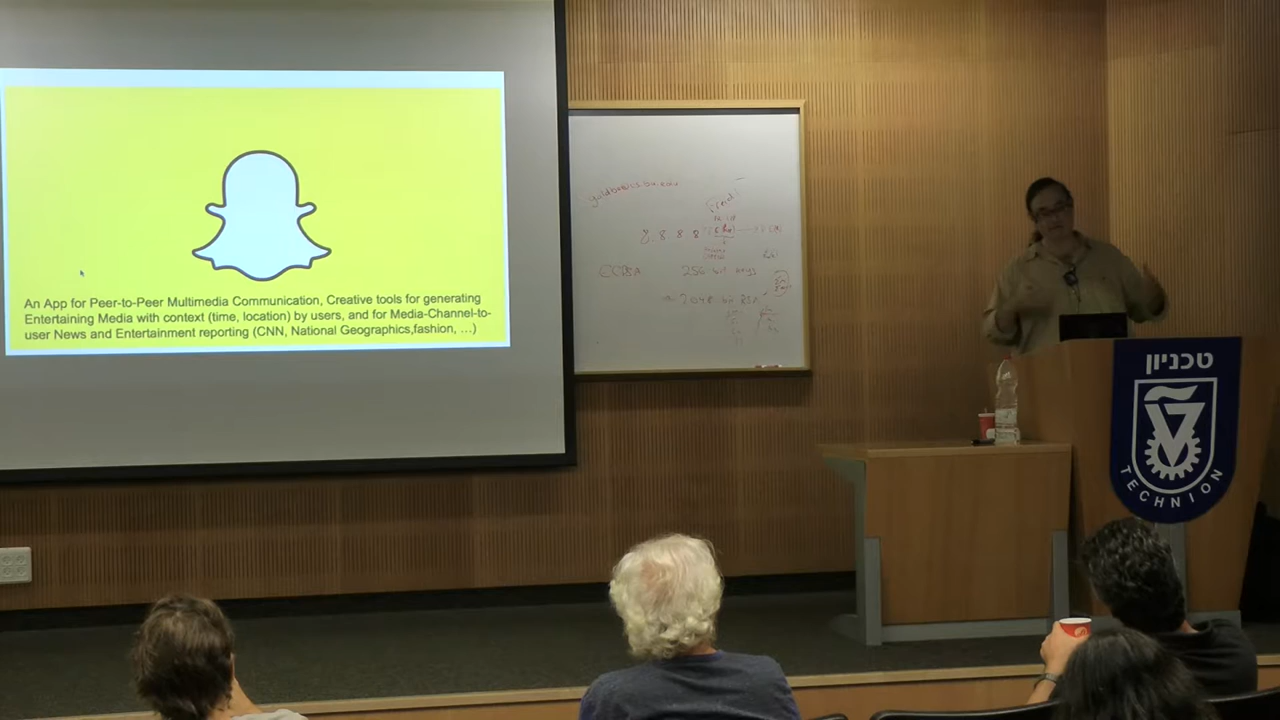 An App for Peer-to-Peer Multimedia Communication, Creative tools for generating
Entertaining Media with context (time, location) by users, and for Media-Channel-to-
user News and Entertainment reporting (CNN, National Geographics,fashion, ...)
8.8.8.8
256 bit keys
2048 bit RSA
טכניון
TECHNION